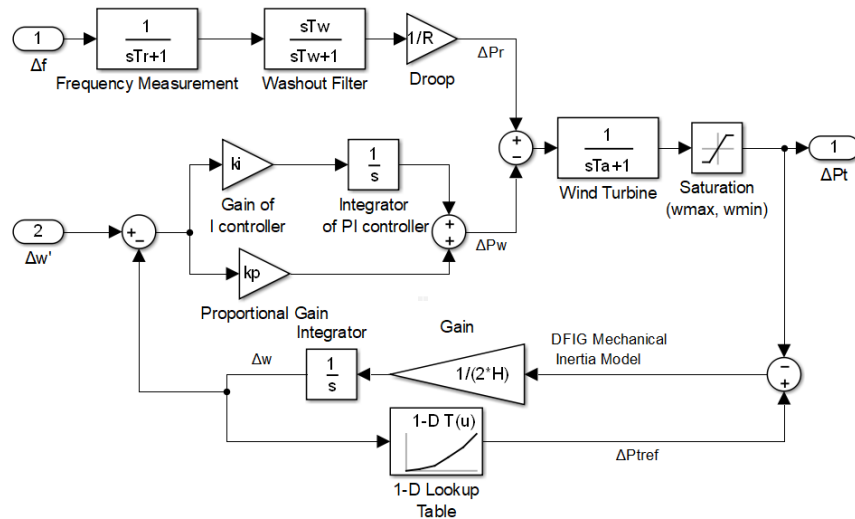 1
Δf
1
sTr+1
Frequency Measurement
sTw
sTw+1
Washout Filter
1/R
Droop
ΔPr
+
−
1
sTa+1
Wind Turbine
Saturation
(wmax, wmin)
1
ΔPt
ki
Gain of
I controller
1
s
Integrator
of PI controller
2
Δw'
+
−
kp
Proportional Gain
+
+
ΔPw
Integrator
1
s
Δw
Gain
1/(2*H)
DFIG Mechanical
Inertia Model
−
+
1-D T(u)
1-D Lookup
Table
ΔPtref